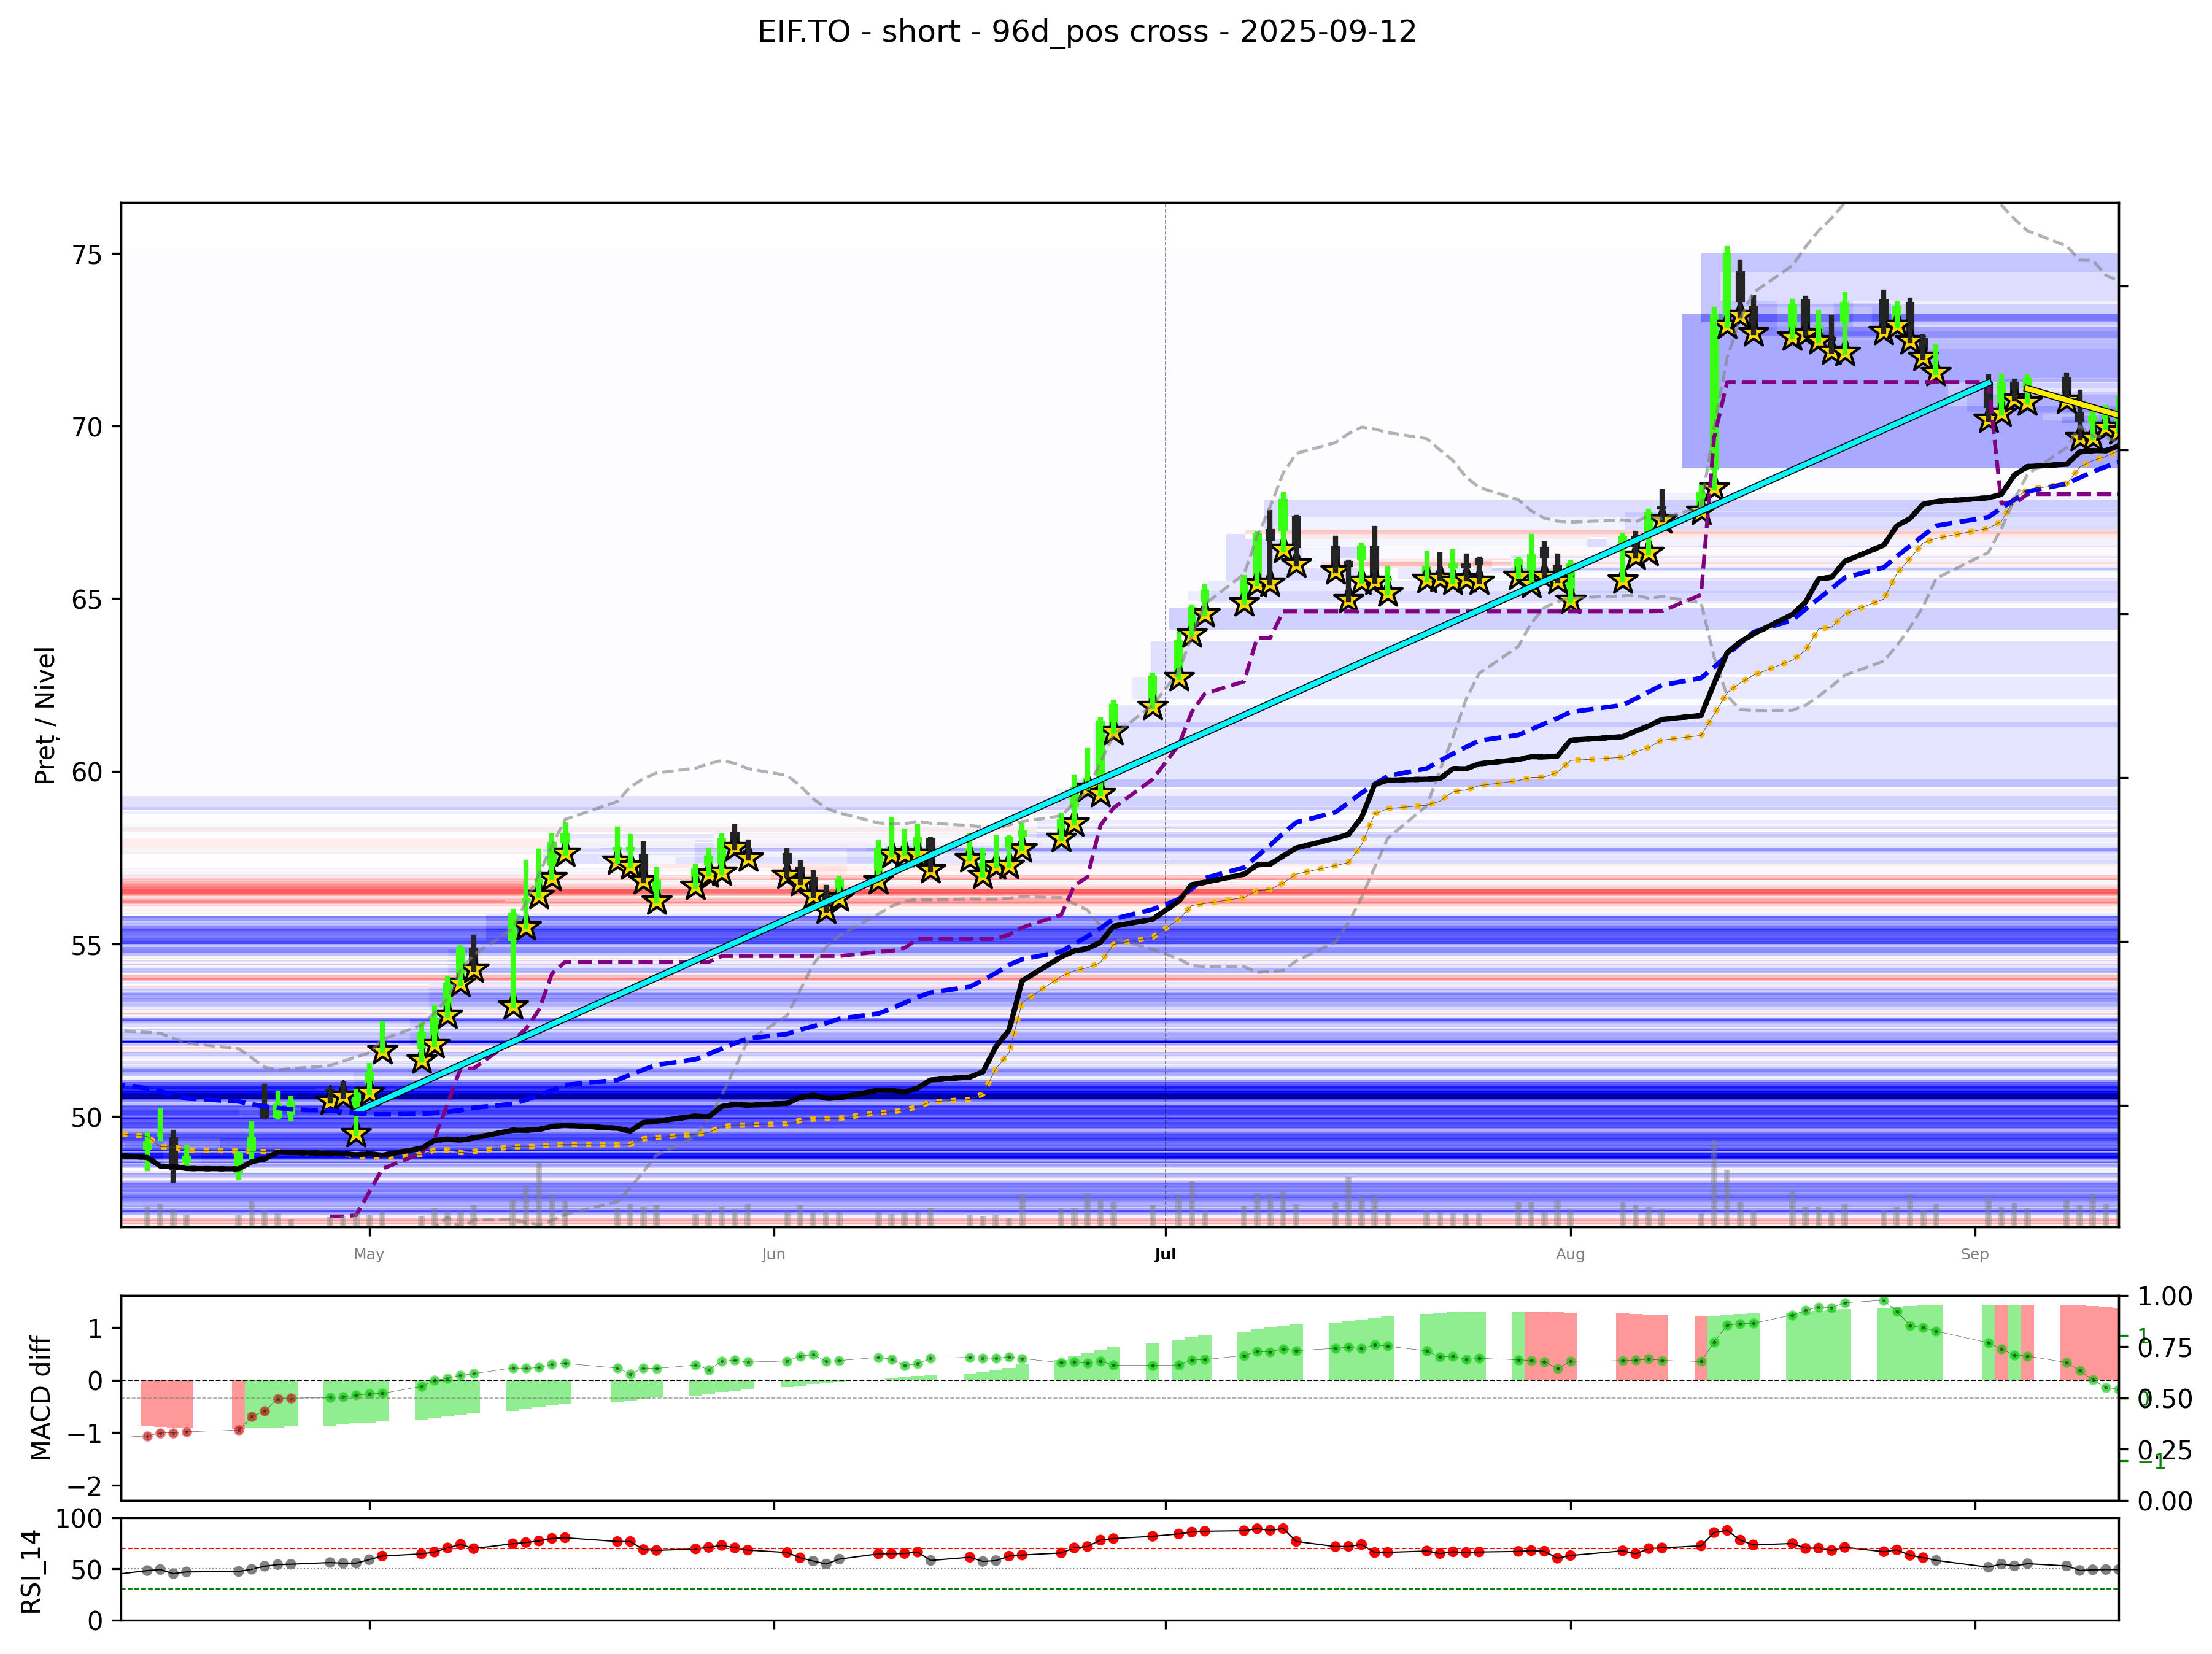 EIF.TO - short - 96d_pos cross - 2025-09-12
Preț / Nivel
75
70
65
60
55
50
May
Jun
Jul
Aug
Sep
MACD diff
1
0
−1
−2
1.00
0.75
0.50
0.25
0.00
1
−1
RSI_14
100
50
0